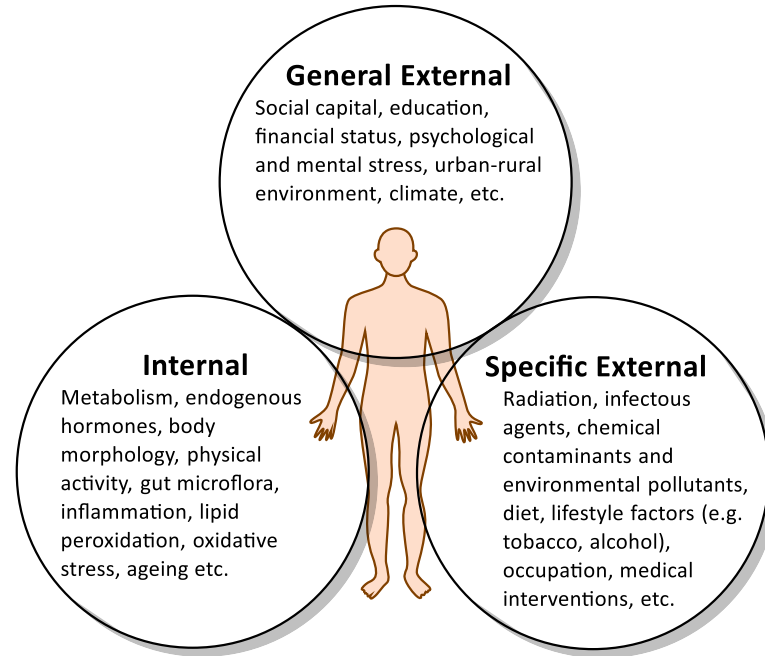 General External
Social capital, education,
financial status, psychological
and mental stress, urban-rural
environment, climate, etc.
Internal
Metabolism, endogenous
hormones, body
morphology, physical
activity, gut microflora,
inflammation, lipid
peroxidation, oxidative
stress, ageing etc.
Specific External
Radiation, infectous
agents, chemical
contaminants and
environmental pollutants,
diet, lifestyle factors (e.g.
tobacco, alcohol),
occupation, medical
interventions, etc.